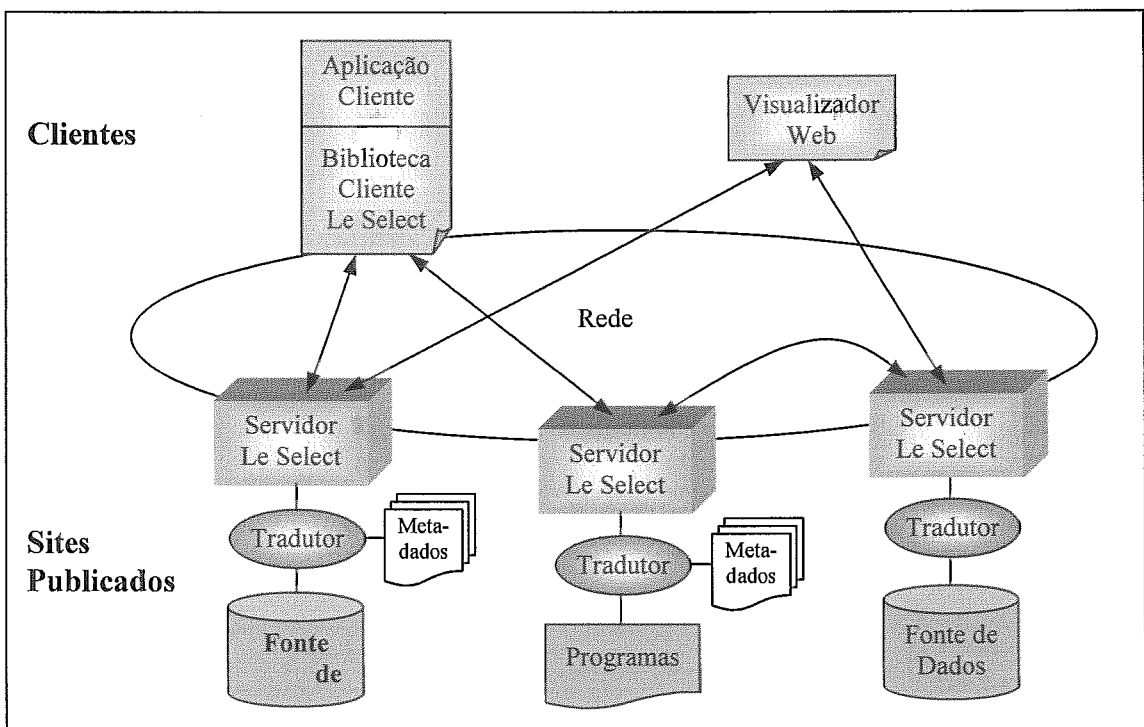 Clientes
Aplicação
Cliente
Biblioteca
Cliente
Le Select
Visualizador
Web
Rede
Servidor
Le Select
Servidor
Le Select
Servidor
Le Select
Sites
Publicados
Tradutor
Meta-
dados
Tradutor
Meta-
dados
Tradutor
Fonte
de
Programas
Fonte de
Dados